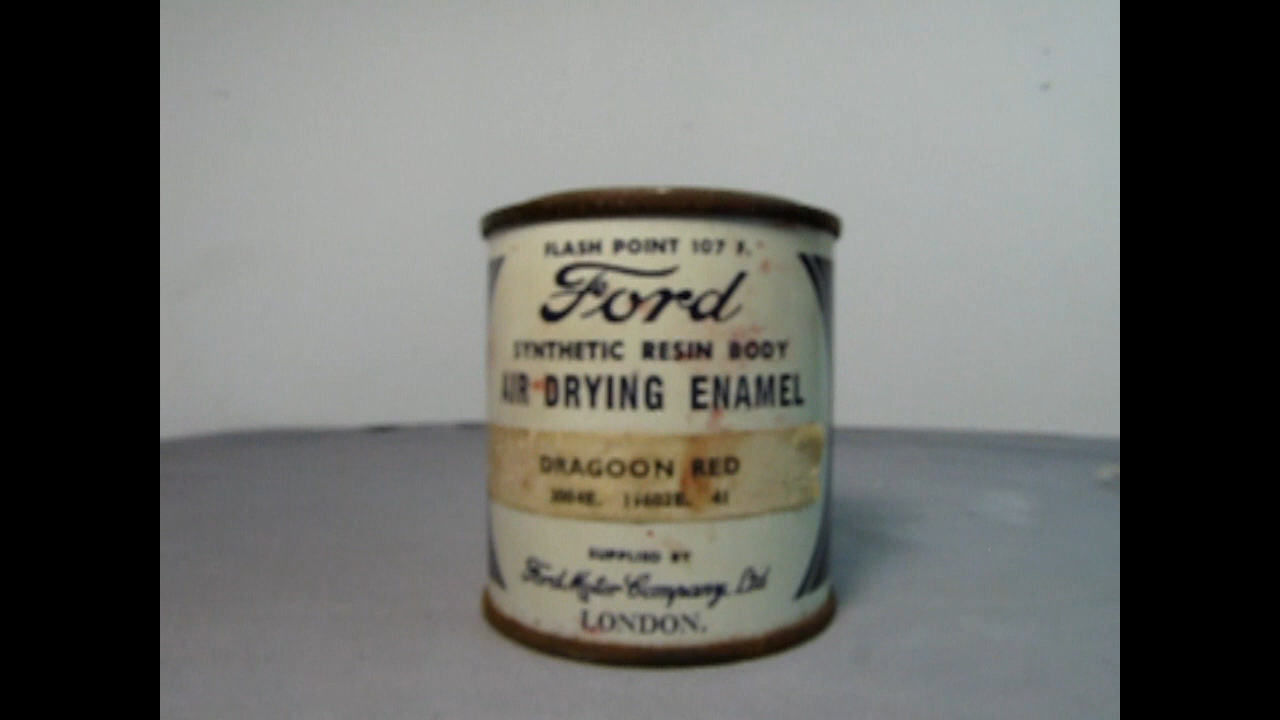 FLASH POINT 107 F.
Ford
SYNTHETIC RESIN BODY
AIR DRYING ENAMEL
DRAGOON RED
SUPPLIED BY
Ford Motor Company, Ltd
LONDON.